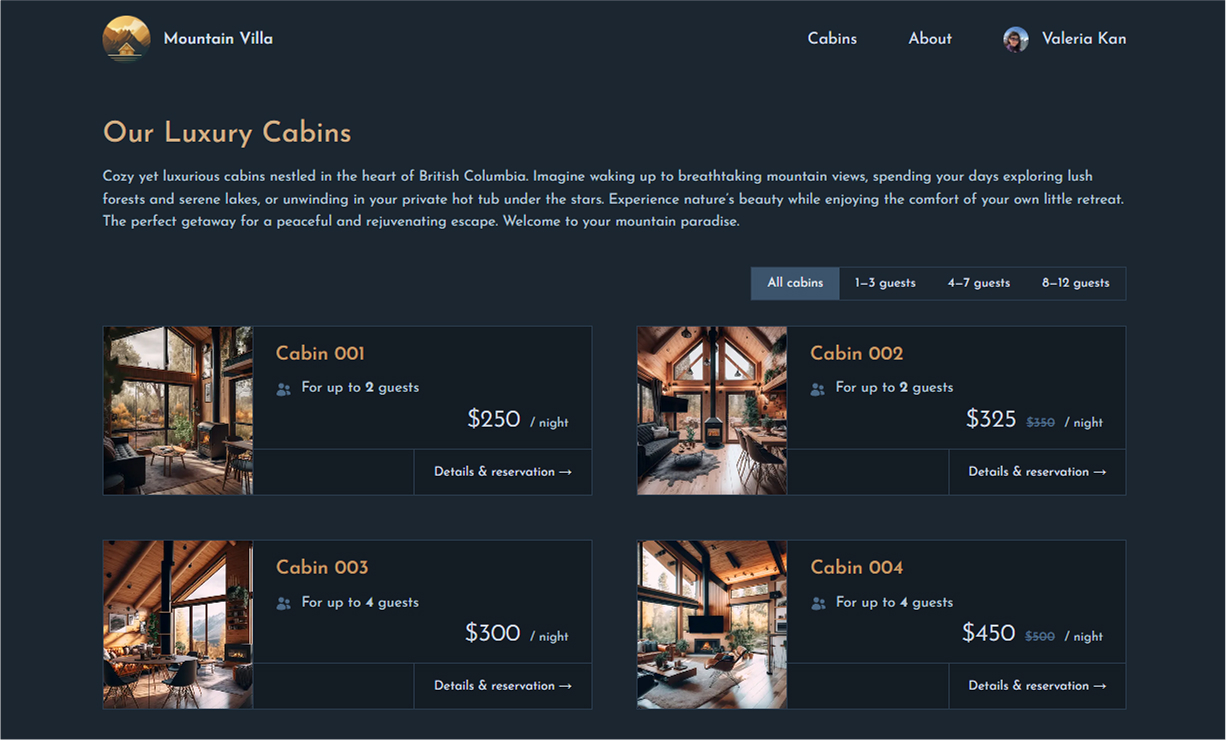 Mountain Villa
Cabins
About
Valeria Kan
Our Luxury Cabins
Cozy yet luxurious cabins nestled in the heart of British Columbia. Imagine waking up to breathtaking mountain views, spending your days exploring lush
forests and serene lakes, or unwinding in your private hot tub under the stars. Experience nature's beauty while enjoying the comfort of your own little retreat.
The perfect getaway for a peaceful and rejuvenating escape. Welcome to your mountain paradise.
All cabins
1–3 guests
4–7 guests
8–12 guests
Cabin 001
For up to 2 guests
$250 / night
Details & reservation →
Cabin 002
For up to 2 guests
$325 $350 / night
Details & reservation →
Cabin 003
For up to 4 guests
$300 / night
Details & reservation →
Cabin 004
For up to 4 guests
$450 $500 / night
Details & reservation →